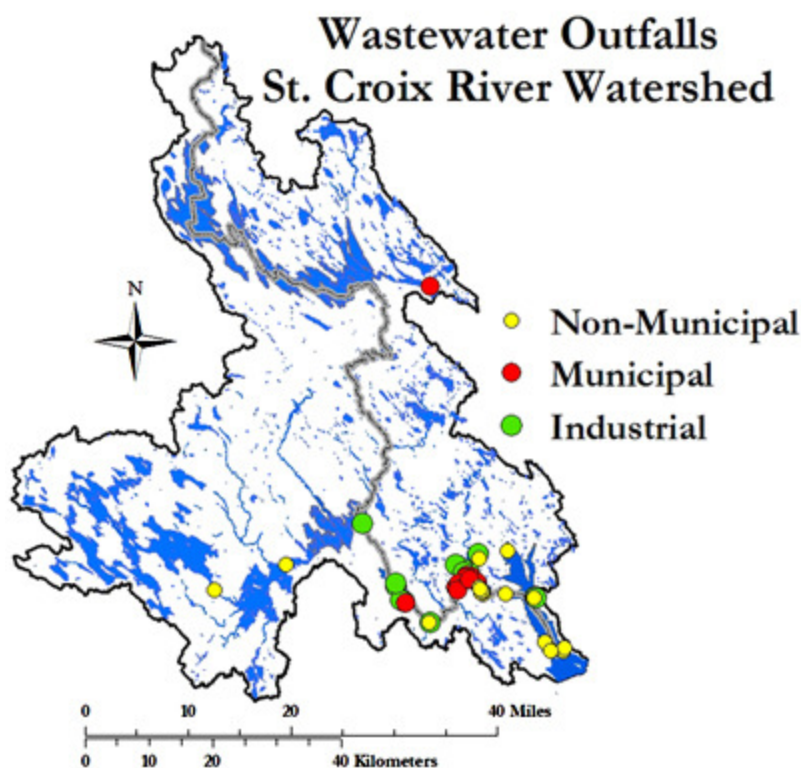 Wastewater Outfalls
St. Croix River Watershed
N
Non-Municipal
Municipal
Industrial
0 10 20 40 Miles
0 10 20 40 Kilometers